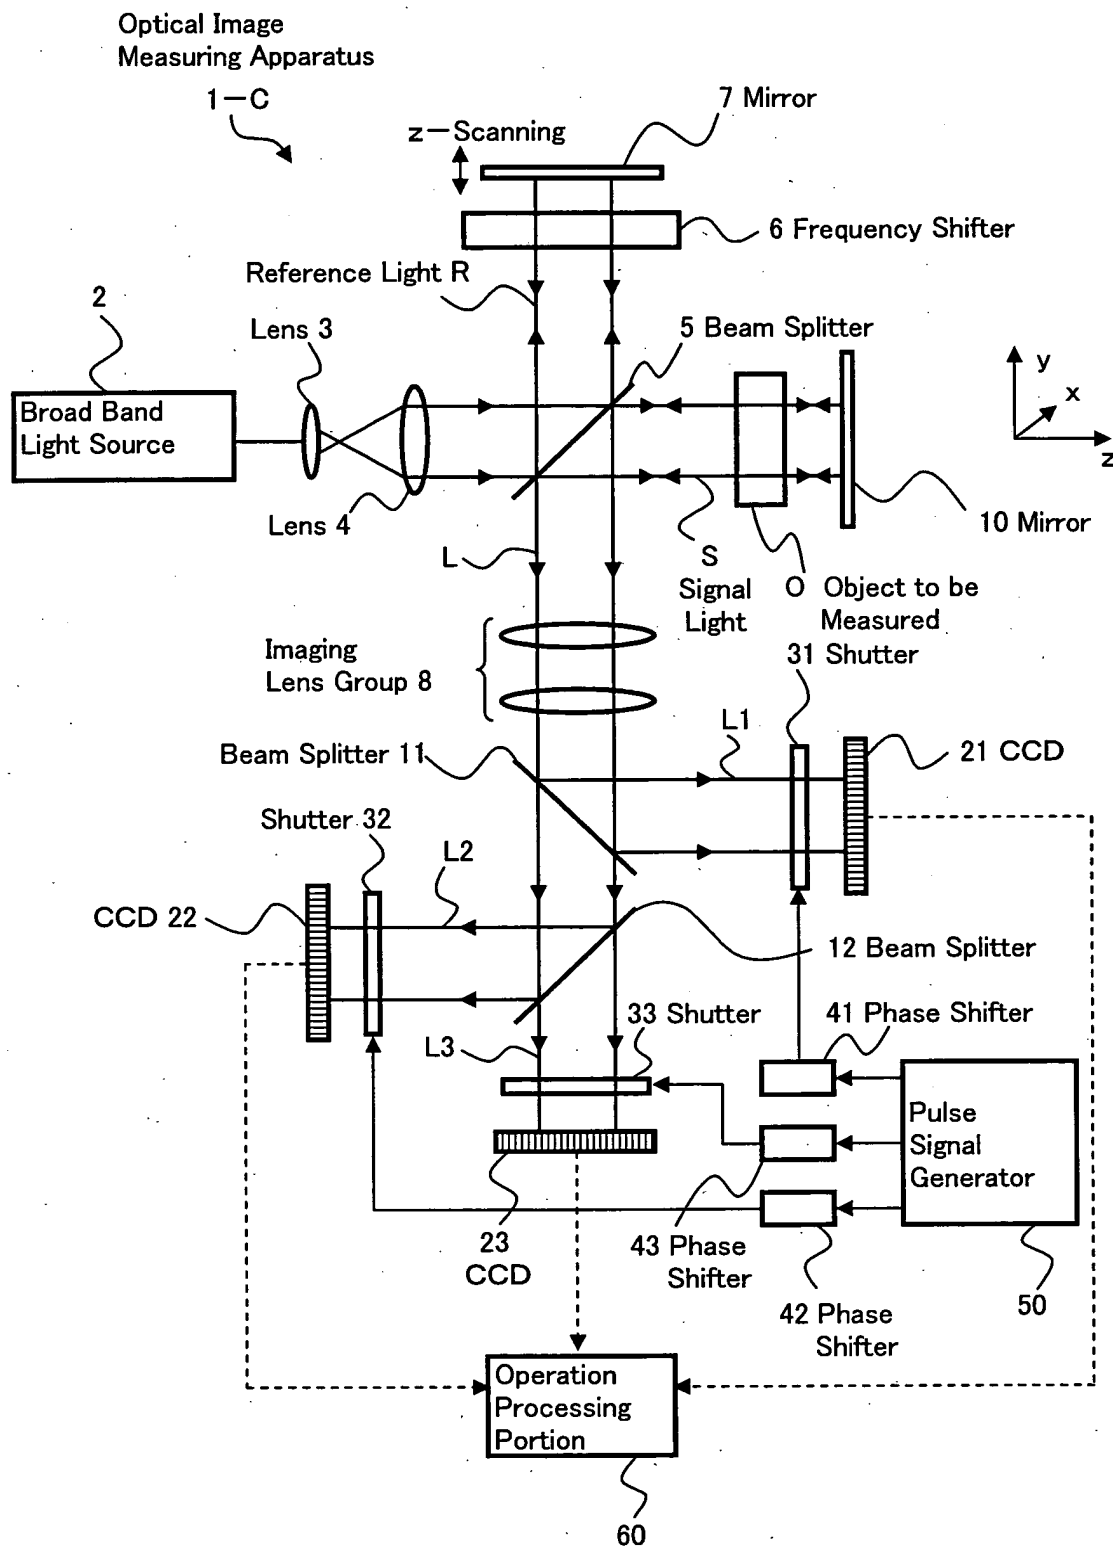 Optical Image
Measuring Apparatus
1-C
7 Mirror
z-Scanning
6 Frequency Shifter
Reference Light R
2
Lens 3
5 Beam Splitter
Broad Band
Light Source
y
x
z
Lens 4
10 Mirror
L
S
Signal
Light
O Object to be
Measured
Imaging
Lens Group 8
31 Shutter
L1
Beam Splitter 11
21 CCD
Shutter 32
L2
CCD 22
12 Beam Splitter
33 Shutter
41 Phase Shifter
L3
Pulse
Signal
Generator
23
CCD
43 Phase
Shifter
42 Phase
Shifter
50
Operation
Processing
Portion
60